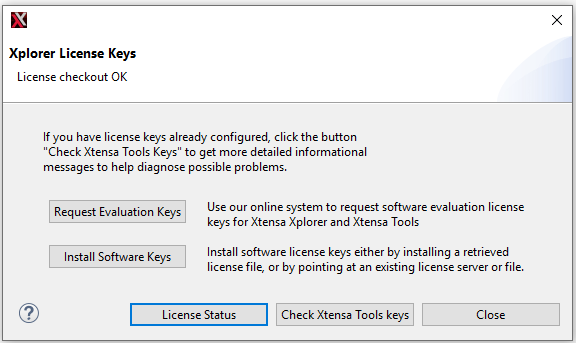 Xplorer License Keys
License checkout OK
If you have license keys already configured, click the button
"Check Xtensa Tools Keys" to get more detailed informational
messages to help diagnose possible problems.
Request Evaluation Keys
Use our online system to request software evaluation license
keys for Xtensa Xplorer and Xtensa Tools
Install Software Keys
Install software license keys either by installing a retrieved
license file, or by pointing at an existing license server or file.
?
License Status
Check Xtensa Tools keys
Close